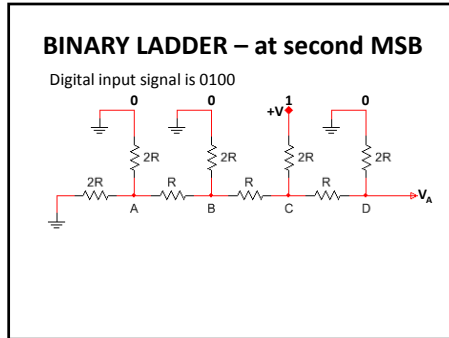 BINARY LADDER – at second MSB
Digital input signal is 0100
0 0 1 0
+V
2R 2R 2R 2R
2R R R R
V_A
A B C D